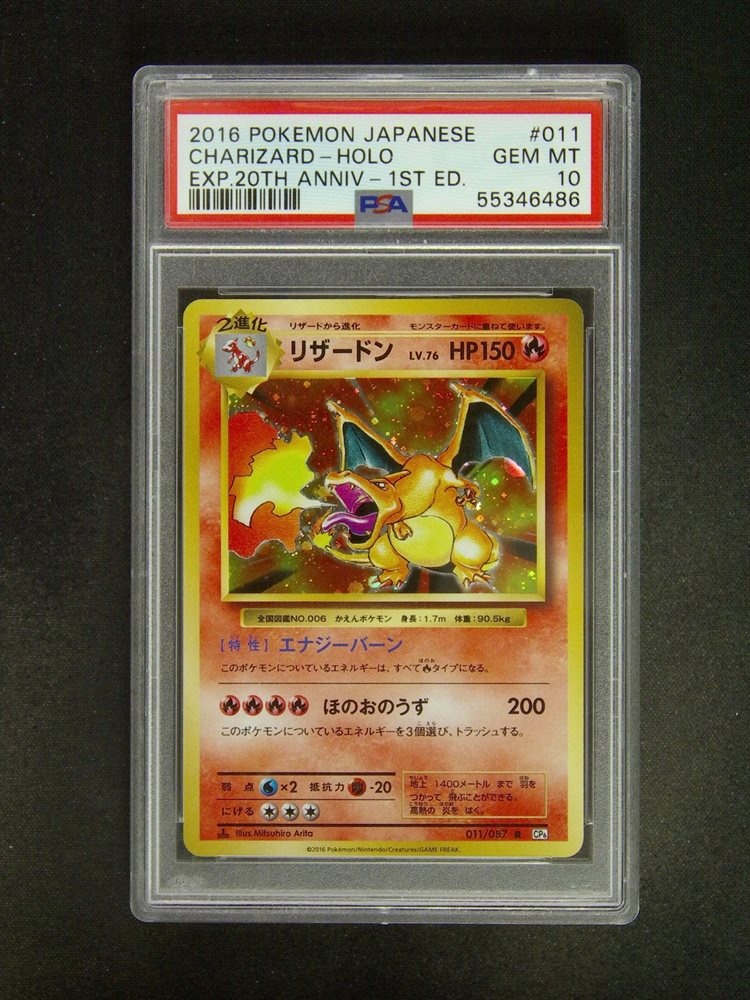 2016 POKEMON JAPANESE #011
CHARIZARD-HOLO GEM MT
EXP.20TH ANNIV-1ST ED. 10
PSA 55346486
2進化 リザードから進化 モンスターカードに重ねて使います。
リザードン LV.76 HP150
全国図鑑NO.006 かえんポケモン 身長:1.7m 体重:90.5kg
[特性] エナジーバーン
このポケモンについているエネルギーは、すべてタイプになる。
ほのおのうず 200
このポケモンについているエネルギーを3個選び、トラッシュする。
弱点 ×2 抵抗力 -20
にげる
地上 1400メートル まで 羽を
つかって 飛ぶことができる。
高熱の 炎を はく。
Illus.Mitsuhiro Arita 011/087 R CP6
©2016 Pokémon/Nintendo/Creatures/GAME FREAK.